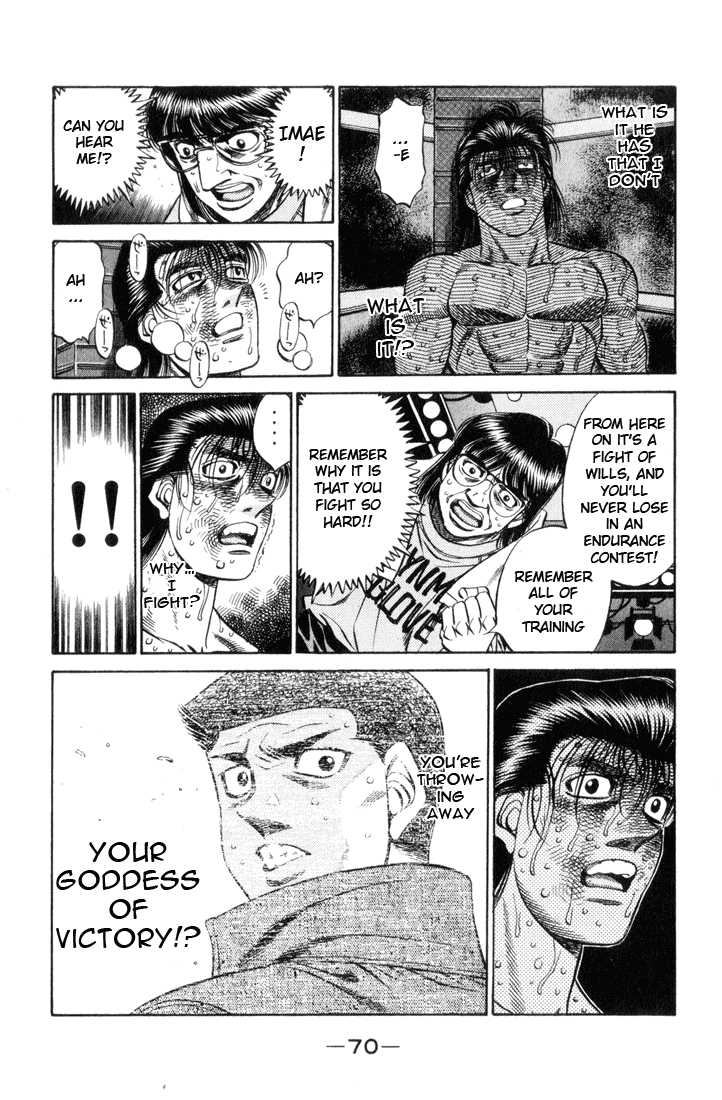 WHAT IS
IT HE
HAS
THAT I
DON'T
...
-E
WHAT
IS
IT!?
IMAE
!
CAN YOU
HEAR
ME!?
AH?
AH
...
FROM HERE
ON IT'S A
FIGHT OF
WILLS, AND
YOU'LL
NEVER LOSE
IN AN
ENDURANCE
CONTEST!
REMEMBER
ALL OF
YOUR
TRAINING
REMEMBER
WHY IT IS
THAT YOU
FIGHT SO
HARD!!
YNM
GLOVE
....
WHY...
I
FIGHT?
!!
YOU'RE
THROW-
ING
AWAY
YOUR
GODDESS
OF
VICTORY!?
—70—